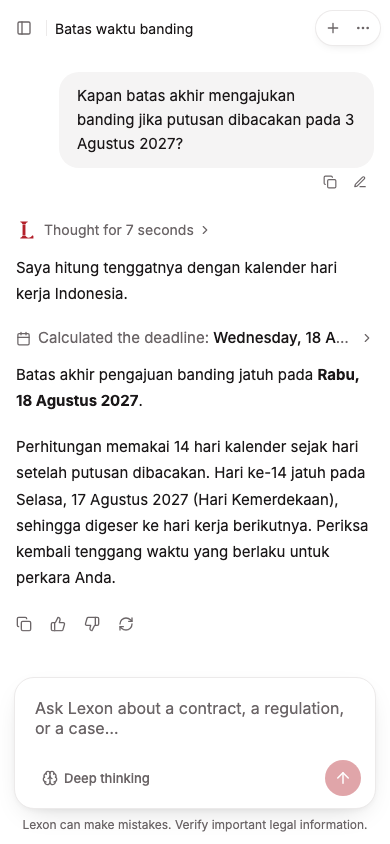 Batas waktu banding
Kapan batas akhir mengajukan
banding jika putusan dibacakan pada 3
Agustus 2027?
Thought for 7 seconds
Saya hitung tenggatnya dengan kalender hari
kerja Indonesia.
Calculated the deadline: Wednesday, 18 A...
Batas akhir pengajuan banding jatuh pada Rabu,
18 Agustus 2027.
Perhitungan memakai 14 hari kalender sejak hari
setelah putusan dibacakan. Hari ke-14 jatuh pada
Selasa, 17 Agustus 2027 (Hari Kemerdekaan),
sehingga digeser ke hari kerja berikutnya. Periksa
kembali tenggang waktu yang berlaku untuk
perkara Anda.
Ask Lexon about a contract, a regulation,
or a case...
Deep thinking
Lexon can make mistakes. Verify important legal information.